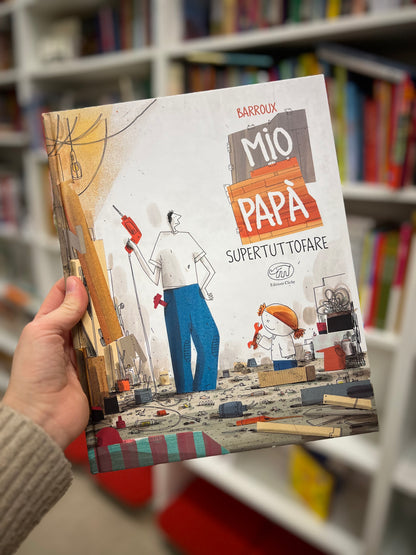 BARROUX
MIO
PAPÀ
SUPERTUTTOFARE
Edizioni Clichy